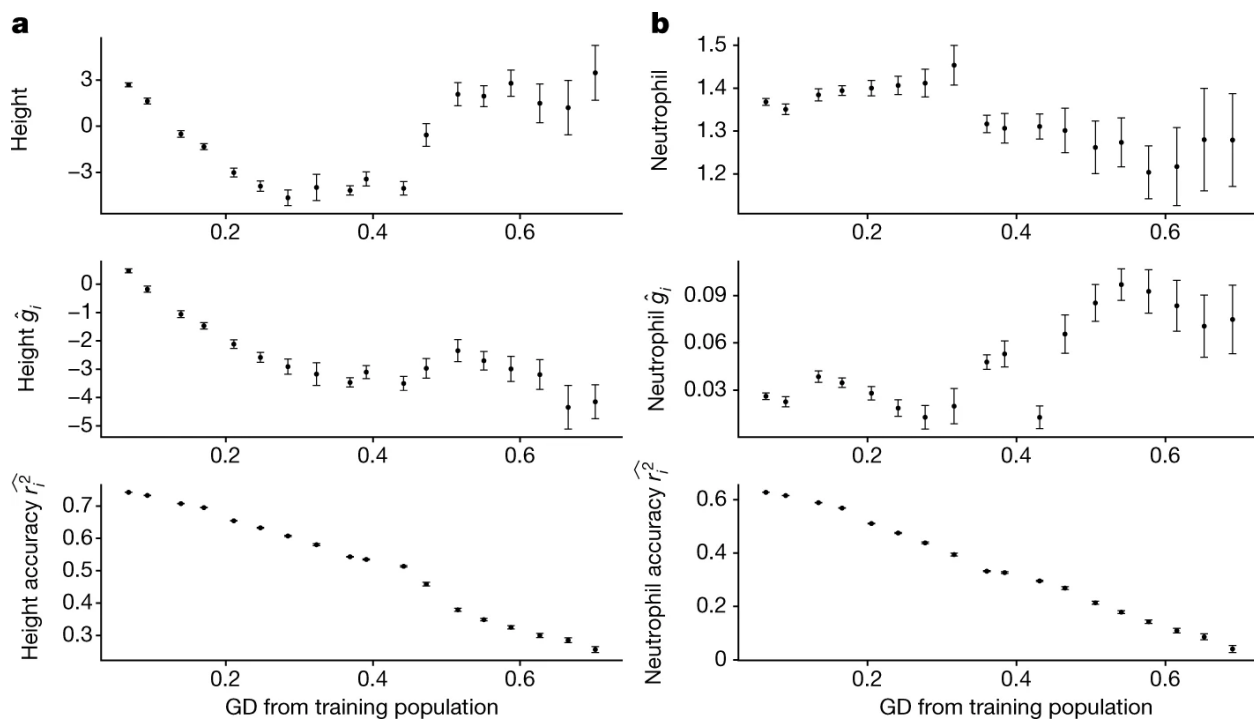 a
Height
3
0
−3
0.2 0.4 0.6
Height ĝi
0
−1
−2
−3
−4
−5
0.2 0.4 0.6
Height accuracy r̂i²
0.7
0.6
0.5
0.4
0.3
0.2 0.4 0.6
GD from training population
b
Neutrophil
1.5
1.4
1.3
1.2
0.2 0.4 0.6
Neutrophil ĝi
0.09
0.06
0.03
0.2 0.4 0.6
Neutrophil accuracy r̂i²
0.6
0.4
0.2
0
0.2 0.4 0.6
GD from training population